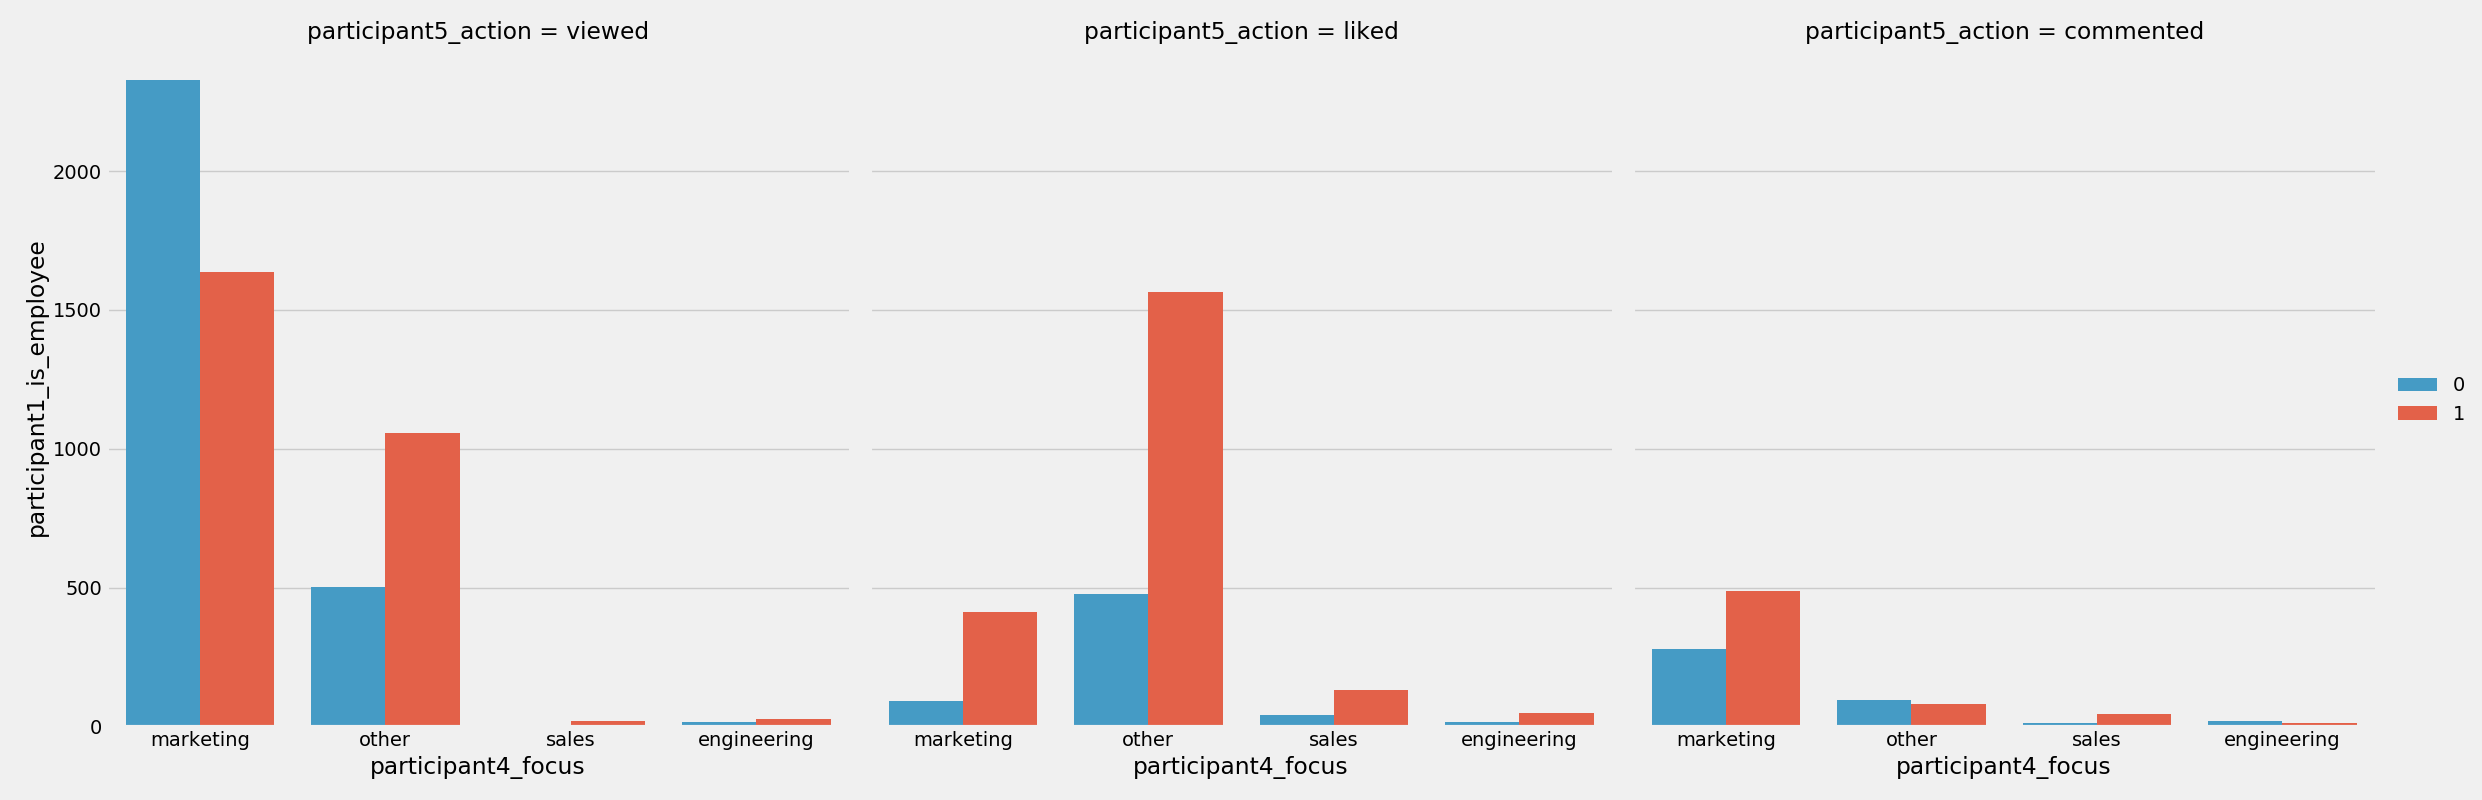 participant5_action = viewed
participant5_action = liked
participant5_action = commented
participant1_is_employee
2000
1500
1000
500
0
marketing other sales engineering
participant4_focus
marketing other sales engineering
participant4_focus
marketing other sales engineering
participant4_focus
0
1